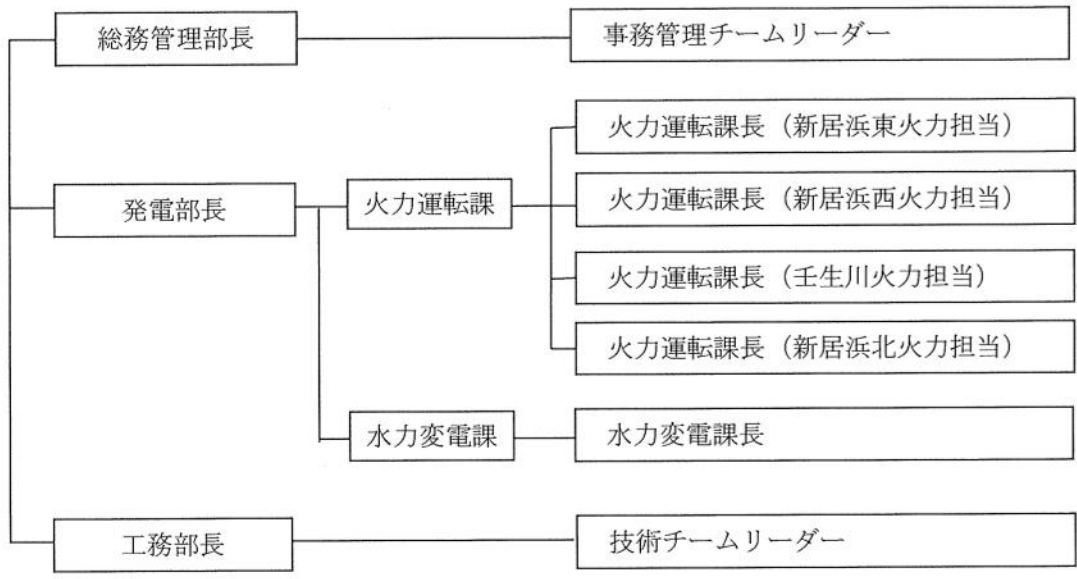 総務管理部長
事務管理チームリーダー
火力運転課長（新居浜東火力担当）
発電部長
火力運転課
火力運転課長（新居浜西火力担当）
火力運転課長（壬生川火力担当）
火力運転課長（新居浜北火力担当）
水力変電課
水力変電課長
工務部長
技術チームリーダー